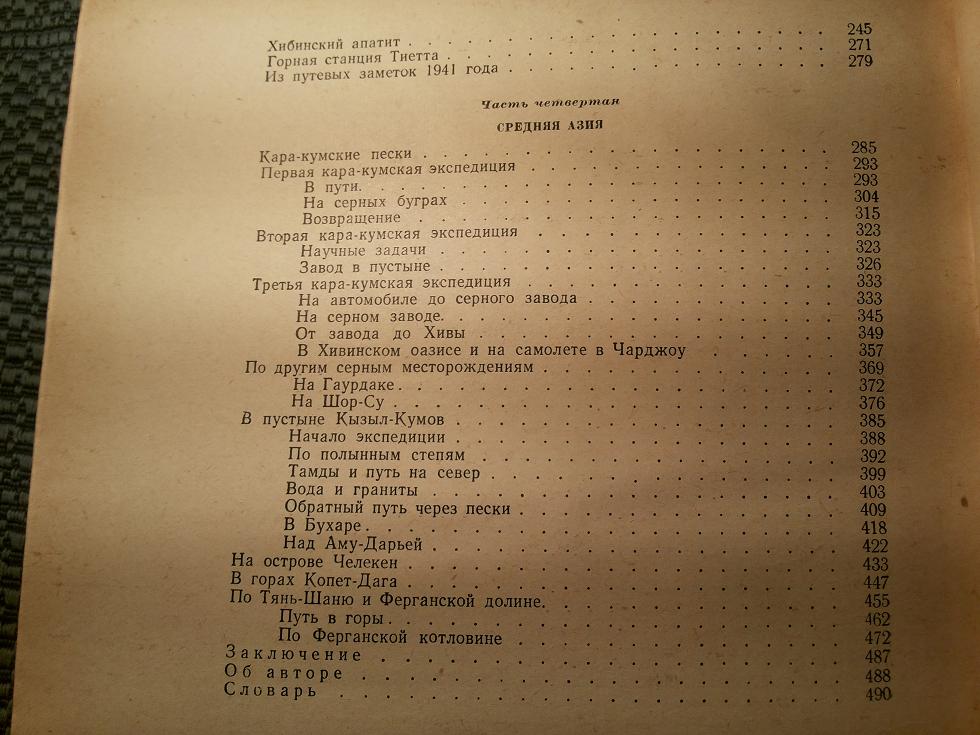 Хибинский апатит . . . . . . . . . . . . . . . 245
Горная станция Тиетта . . . . . . . . . . . . . . . 271
Из путевых заметок 1941 года . . . . . . . . . . . . . 279
Часть четвертая
СРЕДНЯЯ АЗИЯ
Кара-кумские пески . . . . . . . . . . . . . . . 285
Первая кара-кумская экспедиция . . . . . . . . . . . . 293
В пути. . . . . . . . . . . . . . . . . 293
На серных буграх . . . . . . . . . . . . . . 304
Возвращение . . . . . . . . . . . . . . . 315
Вторая кара-кумская экспедиция . . . . . . . . . . . . 323
Научные задачи . . . . . . . . . . . . . . 323
Завод в пустыне . . . . . . . . . . . . . . 326
Третья кара-кумская экспедиция . . . . . . . . . . . . 333
На автомобиле до серного завода . . . . . . . . . . 333
На серном заводе. . . . . . . . . . . . . . . 345
От завода до Хивы . . . . . . . . . . . . . . 349
В Хивинском оазисе и на самолете в Чарджоу . . . . . . 357
По другим серным месторождениям . . . . . . . . . . . 369
На Гаурдаке . . . . . . . . . . . . . . . . 372
На Шор-Су . . . . . . . . . . . . . . . . 376
В пустыне Кызыл-Кумов . . . . . . . . . . . . . . 385
Начало экспедиции . . . . . . . . . . . . . . 388
По полынным степям . . . . . . . . . . . . . 392
Тамды и путь на север . . . . . . . . . . . . . 399
Вода и граниты . . . . . . . . . . . . . . . 403
Обратный путь через пески . . . . . . . . . . . . 409
В Бухаре . . . . . . . . . . . . . . . . . 418
Над Аму-Дарьей . . . . . . . . . . . . . . . 422
На острове Челекен . . . . . . . . . . . . . . . . 433
В горах Копет-Дага . . . . . . . . . . . . . . . . 447
По Тянь-Шаню и Ферганской долине. . . . . . . . . . . . 455
Путь в горы . . . . . . . . . . . . . . . . 462
По Ферганской котловине . . . . . . . . . . . . 472
Заключение . . . . . . . . . . . . . . . . . 487
Об авторе . . . . . . . . . . . . . . . . . 488
Словарь . . . . . . . . . . . . . . . . . . 490